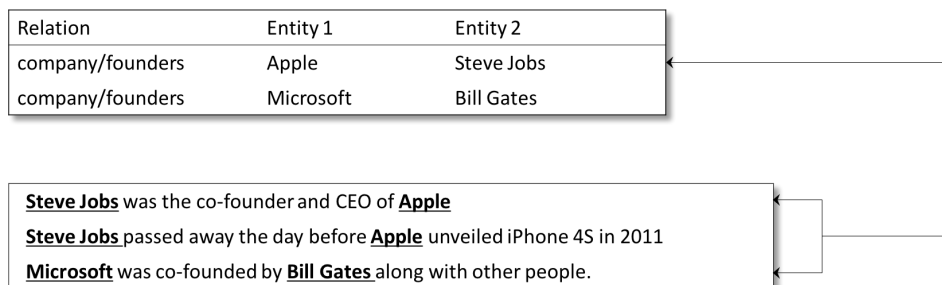 Relation Entity 1 Entity 2
company/founders Apple Steve Jobs
company/founders Microsoft Bill Gates
Steve Jobs was the co-founder and CEO of Apple
Steve Jobs passed away the day before Apple unveiled iPhone 4S in 2011
Microsoft was co-founded by Bill Gates along with other people.